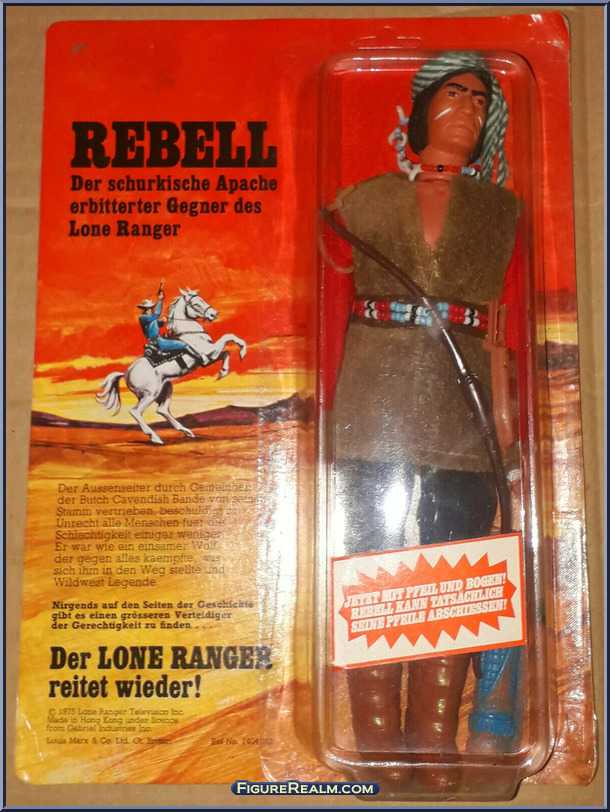 REBELL
Der schurkische Apache
erbitterter Gegner des
Lone Ranger
Der Aussenseiter durch Gemeinheit
der Butch Cavendish Bande von seinem
Stamm vertrieben, beschuldigt zu
Unrecht alle Menschen fuer die
Schlechtigkeit einiger weniger.
Er war wie ein einsamer Wolf
der gegen alles kaempfte, was
sich ihm in den Weg stellte und
Wildwest Legende.
Nirgends auf den Seiten der Geschichte
gibt es einen grösseren Verteidiger
der Gerechtigkeit zu finden . . .
Der LONE RANGER
reitet wieder!
© 1975 Lone Ranger Television Inc.
Made in Hong Kong under licence
from Gabriel Industries Inc.
Louis Marx & Co. Ltd. Gt. Britain.
Ref No.
JETZT MIT PFEIL UND BOGEN!
REBELL KANN TATSÄCHLICH
SEINE PFEILE ABSCHIESSEN!
FIGUREREALM.COM